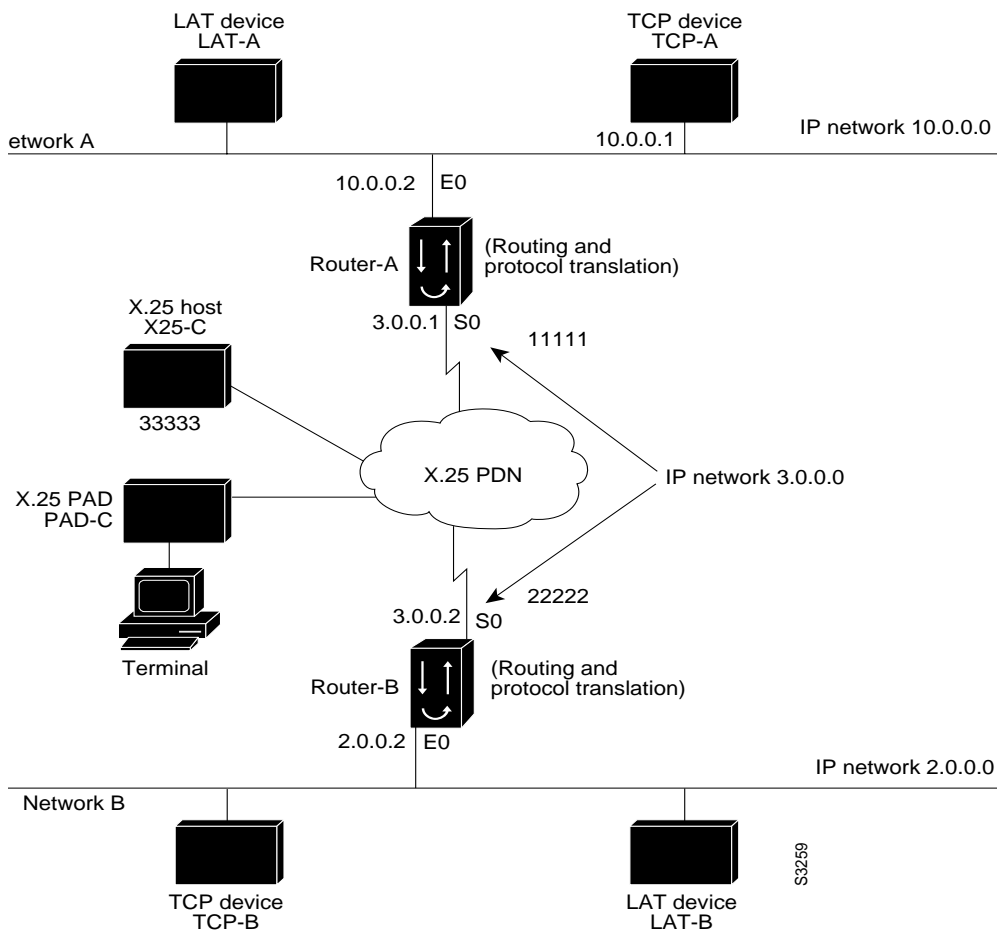 LAT device
LAT-A
TCP device
TCP-A
etwork A
10.0.0.1
IP network 10.0.0.0
10.0.0.2
E0
Router-A
(Routing and
protocol translation)
X.25 host
X25-C
3.0.0.1
S0
11111
33333
X.25 PDN
IP network 3.0.0.0
X.25 PAD
PAD-C
22222
3.0.0.2
S0
Terminal
Router-B
(Routing and
protocol translation)
2.0.0.2
E0
IP network 2.0.0.0
Network B
S3259
TCP device
TCP-B
LAT device
LAT-B